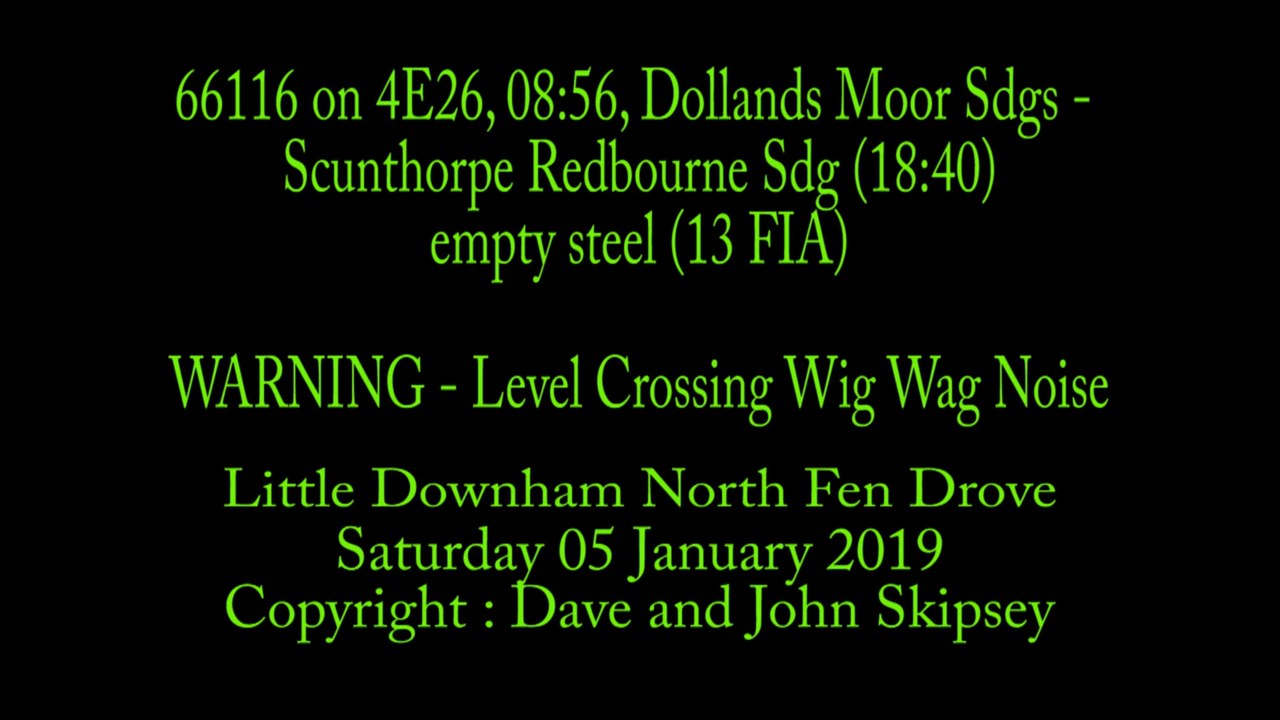 66116 on 4E26, 08:56, Dollands Moor Sdgs -
Scunthorpe Redbourne Sdg (18:40)
empty steel (13 FIA)
WARNING - Level Crossing Wig Wag Noise
Little Downham North Fen Drove
Saturday 05 January 2019
Copyright : Dave and John Skipsey